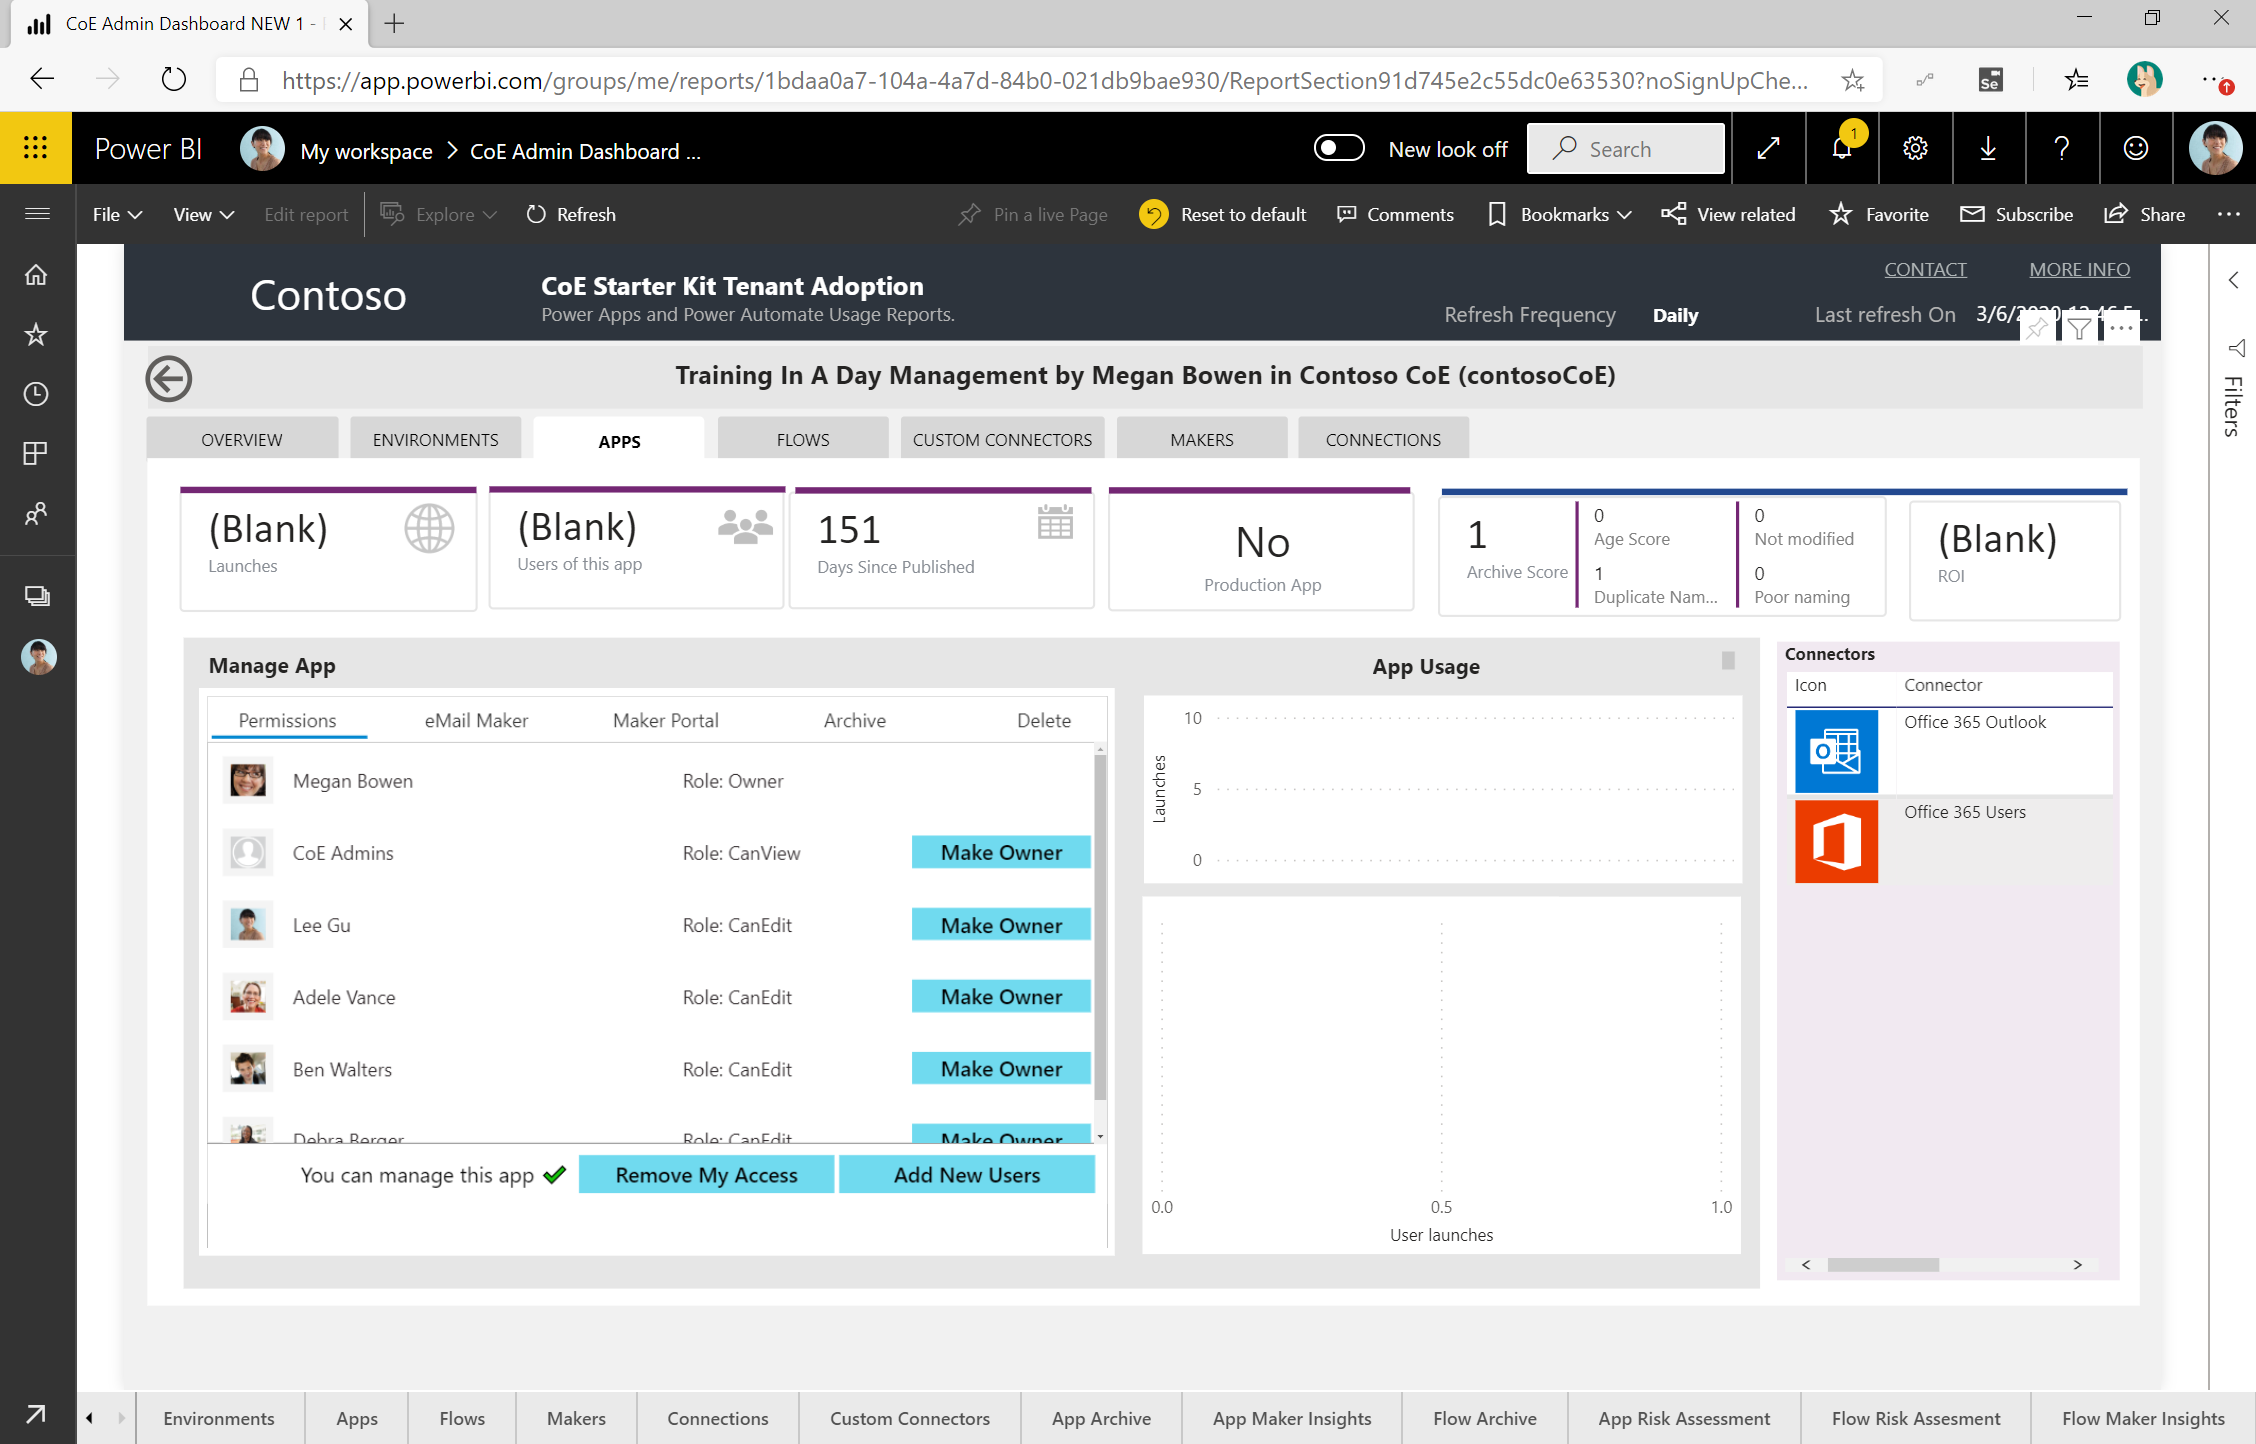 CoE Admin Dashboard NEW 1 -
https://app.powerbi.com/groups/me/reports/1bdaa0a7-104a-4a7d-84b0-021db9bae930/ReportSection91d745e2c55dc0e63530?noSignUpChe...
Se
Power BI
My workspace > CoE Admin Dashboard ...
New look off
Search
1
File
View
Edit report
Explore
Refresh
Pin a live Page
Reset to default
Comments
Bookmarks
View related
Favorite
Subscribe
Share
Contoso
CoE Starter Kit Tenant Adoption
Power Apps and Power Automate Usage Reports.
CONTACT
MORE INFO
Refresh Frequency
Daily
Last refresh On
Filters
Training In A Day Management by Megan Bowen in Contoso CoE (contosoCoE)
OVERVIEW
ENVIRONMENTS
APPS
FLOWS
CUSTOM CONNECTORS
MAKERS
CONNECTIONS
(Blank)
Launches
(Blank)
Users of this app
151
Days Since Published
No
Production App
1
Archive Score
0
Age Score
1
Duplicate Nam...
0
Not modified
0
Poor naming
(Blank)
ROI
Manage App
Permissions
eMail Maker
Maker Portal
Archive
Delete
Megan Bowen
Role: Owner
CoE Admins
Role: CanView
Make Owner
Lee Gu
Role: CanEdit
Make Owner
Adele Vance
Role: CanEdit
Make Owner
Ben Walters
Role: CanEdit
Make Owner
Debra Berger
Role: CanEdit
Make Owner
You can manage this app
Remove My Access
Add New Users
App Usage
Launches
10
5
0
0.0
0.5
1.0
User launches
Connectors
Icon
Connector
Office 365 Outlook
Office 365 Users
Environments
Apps
Flows
Makers
Connections
Custom Connectors
App Archive
App Maker Insights
Flow Archive
App Risk Assessment
Flow Risk Assesment
Flow Maker Insights